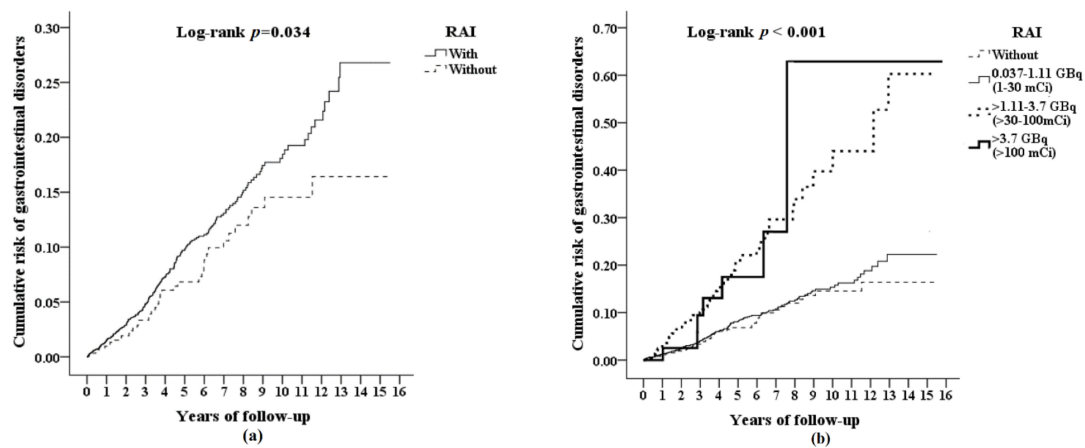 Log-rank p=0.034
RAI
With
Without
Cumulative risk of gastrointestinal disorders
0.30
0.25
0.20
0.15
0.10
0.05
0.00
0 1 2 3 4 5 6 7 8 9 10 11 12 13 14 15 16
Years of follow-up
(a)
Log-rank p < 0.001
RAI
Without
0.037-1.11 GBq
(1-30 mCi)
>1.11-3.7 GBq
(>30-100mCi)
>3.7 GBq
(>100 mCi)
Cumulative risk of gastrointestinal disorders
0.70
0.60
0.50
0.40
0.30
0.20
0.10
0.00
0 1 2 3 4 5 6 7 8 9 10 11 12 13 14 15 16
Years of follow-up
(b)